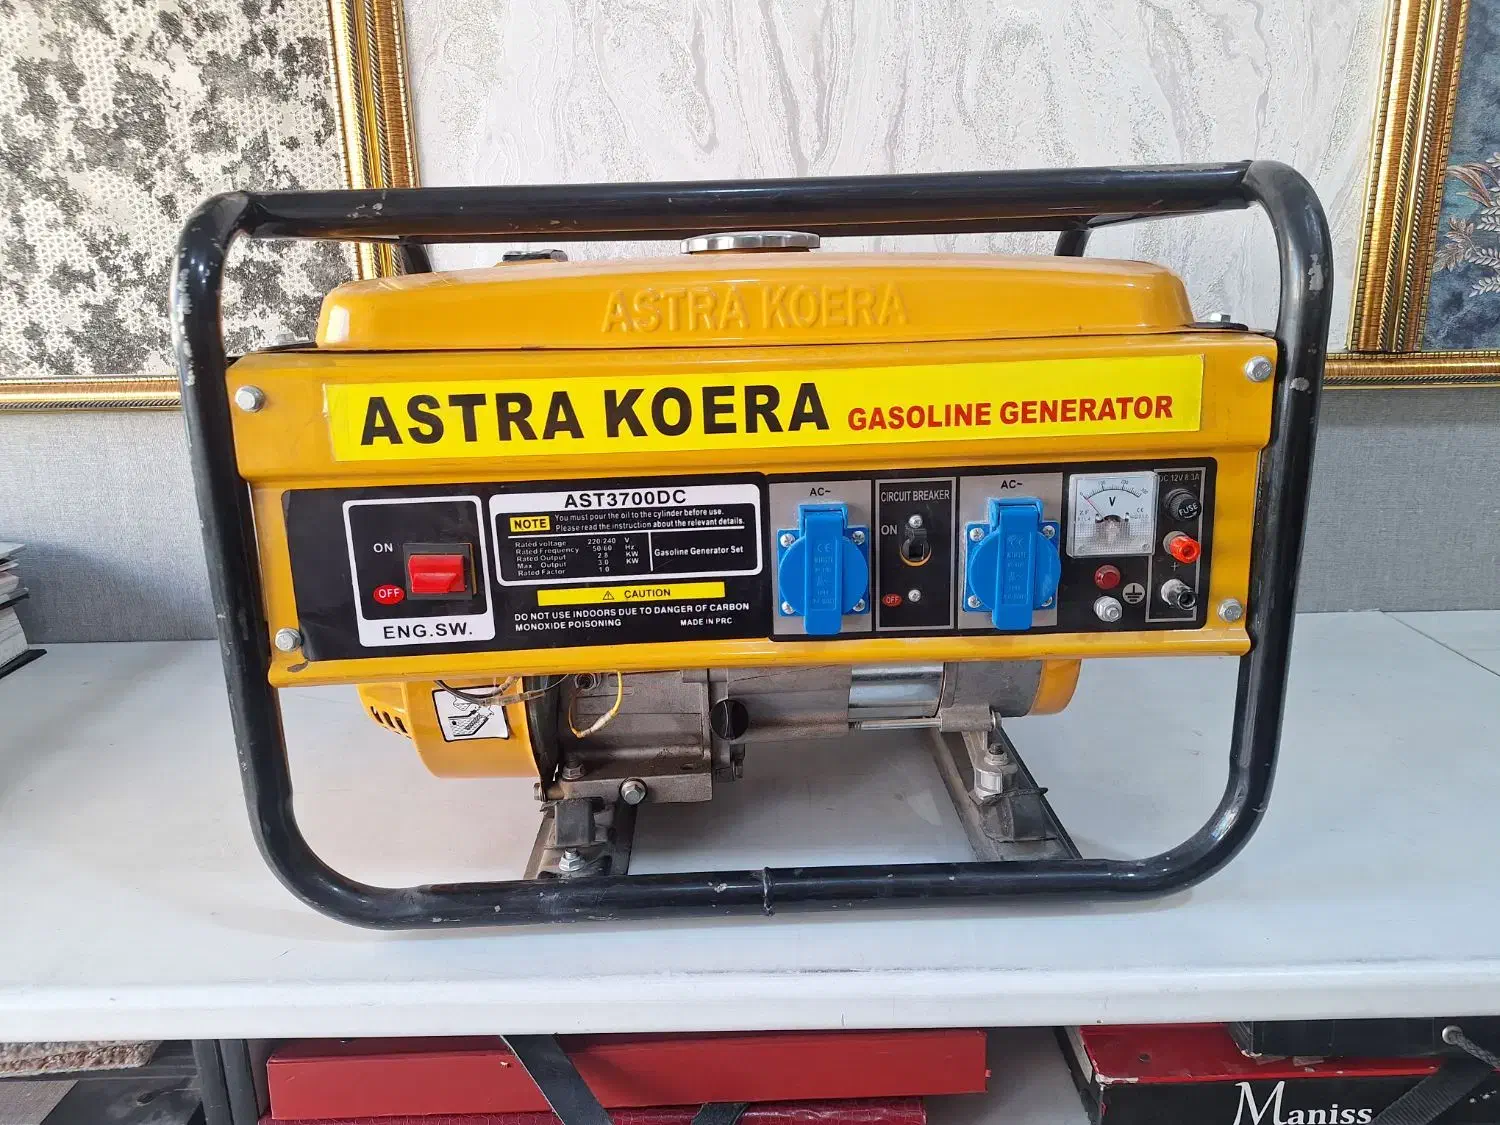 ASTRA KOERA
ASTRA KOERA GASOLINE GENERATOR
AST3700DC
NOTE You must pour the oil to the cylinder before use.
Please read the instruction about the relevant details.
Rated voltage 220/240 V
Rated Frequency 50/60 Hz
Rated Output 2.8 KW
Max Output 3.0 KW
Rated Factor 1.0
Gasoline Generator Set
CAUTION
DO NOT USE INDOORS DUE TO DANGER OF CARBON
MONOXIDE POISONING MADE IN PRC
ON
OFF
ENG.SW.
AC~
CIRCUIT BREAKER
ON
OFF
AC~
V
DC 12V 8.3A
FUSE
+
Maniss